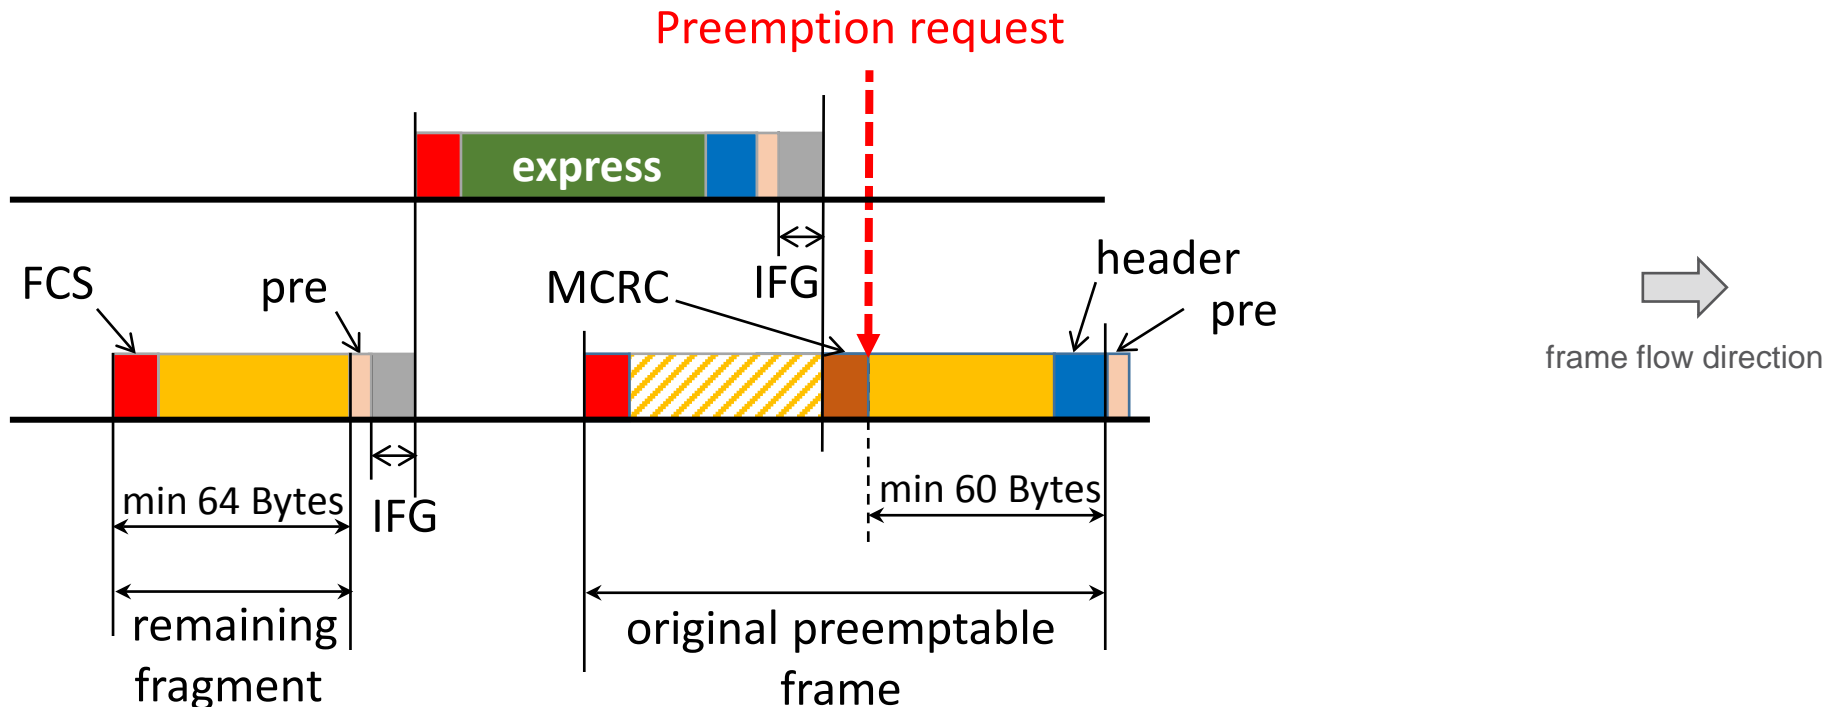 Preemption request
express
IFG
FCS
pre
MCRC
header
pre
frame flow direction
min 64 Bytes
IFG
min 60 Bytes
remaining
fragment
original preemptable
frame